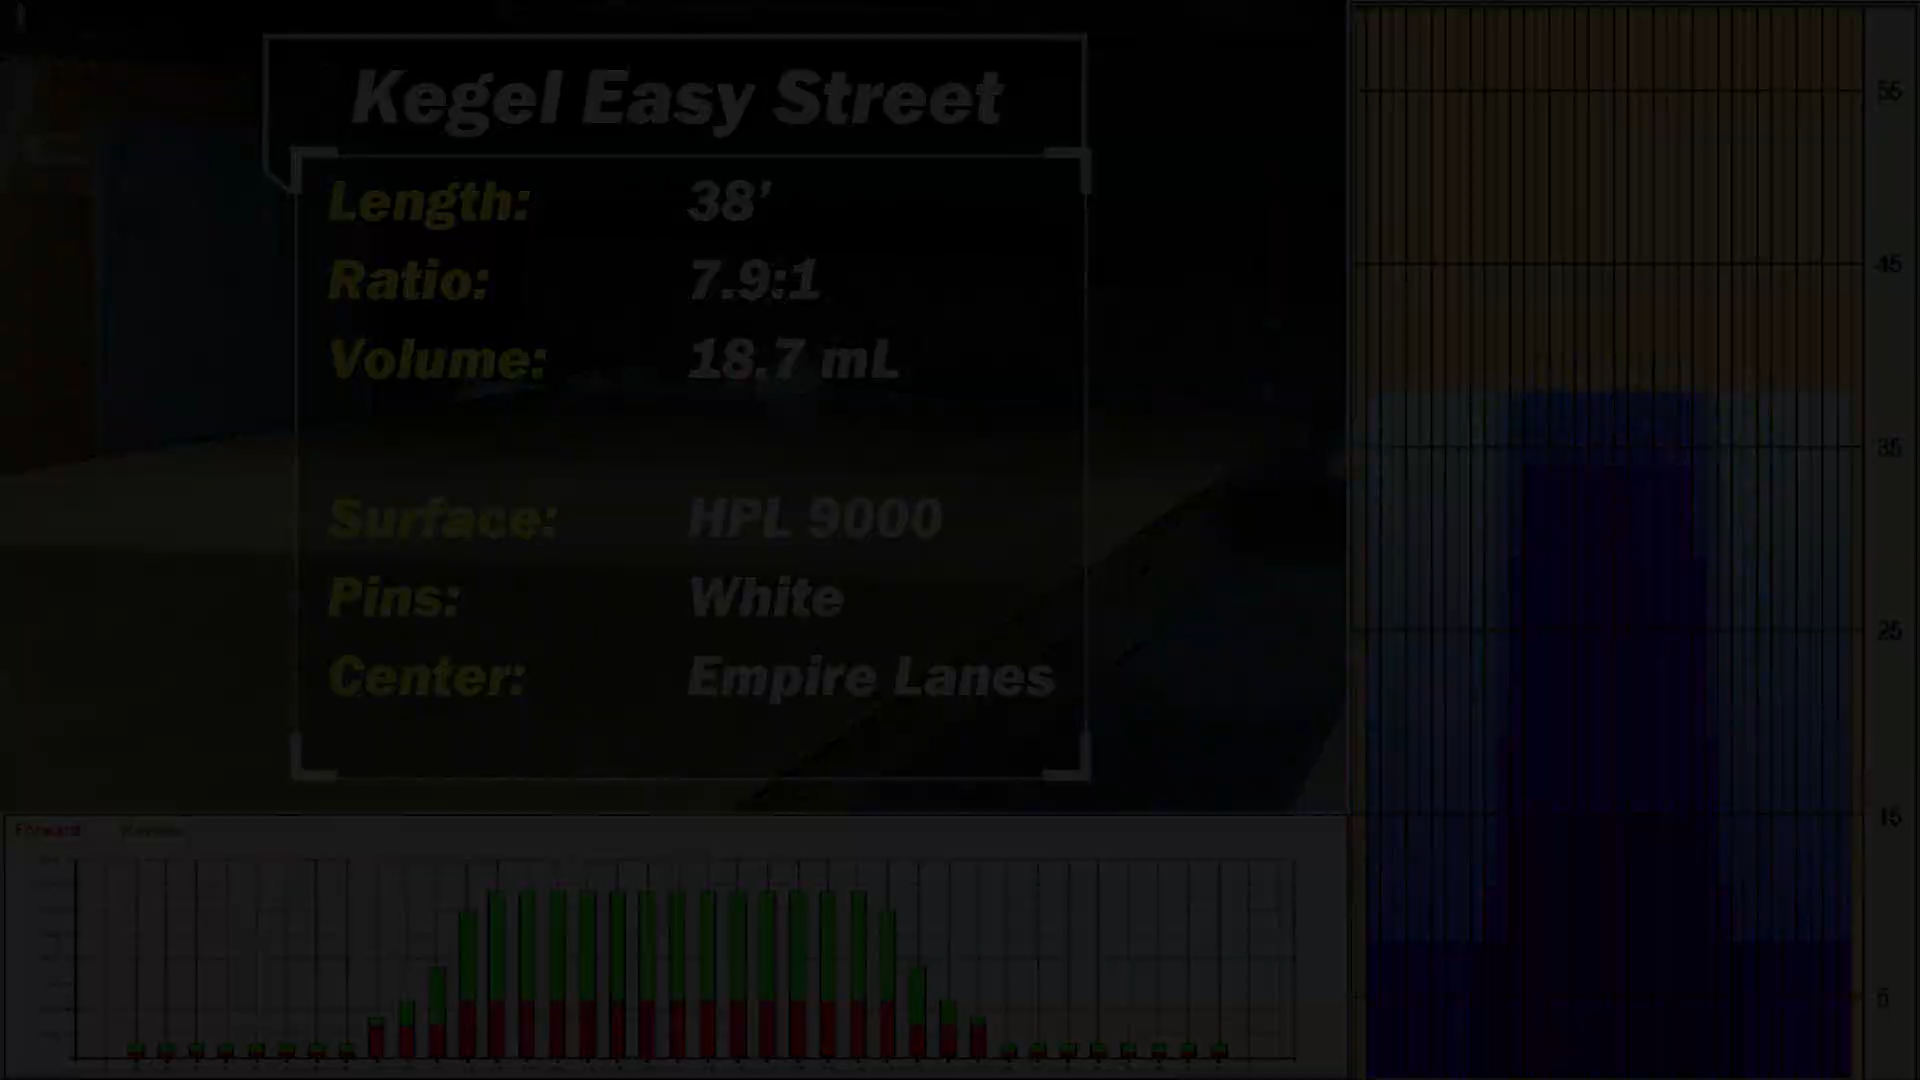 Kegel Easy Street
Length: 38'
Ratio: 7.9:1
Volume: 18.7 mL
Surface: HPL 9000
Pins: White
Center: Empire Lanes
55
45
35
25
15
5
Forward